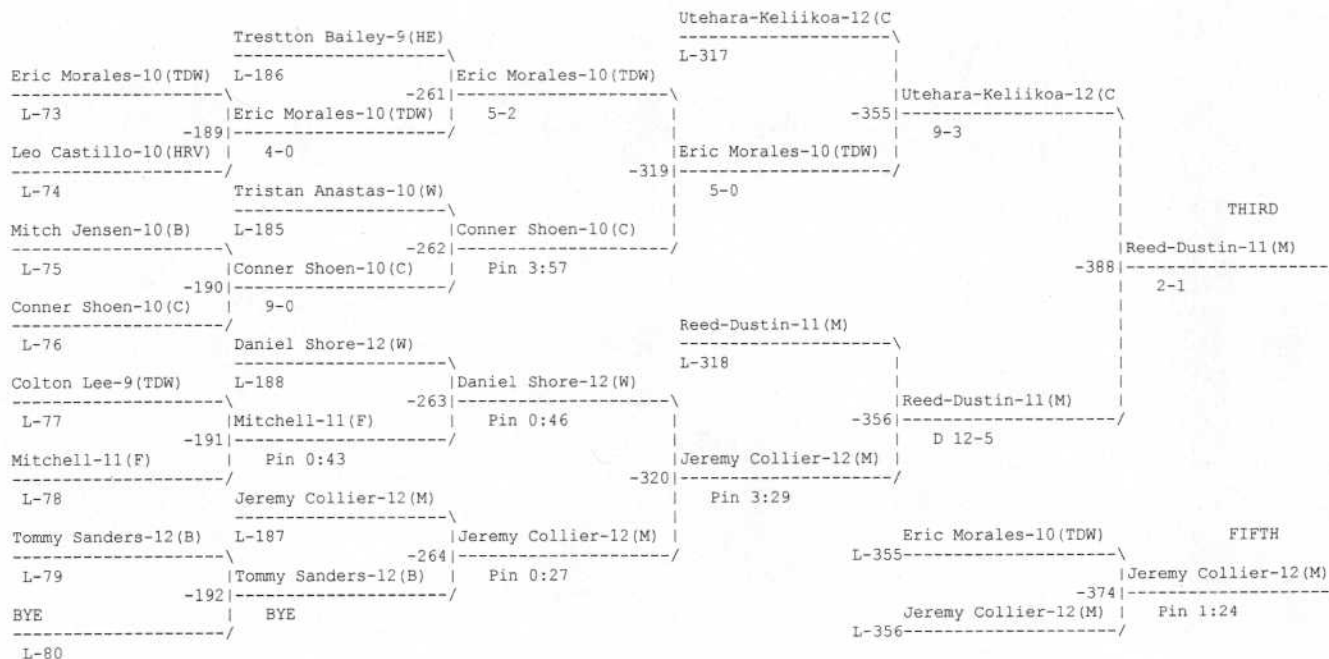 Utehara-Keliikoa-12(C
Trestton Bailey-9(HE)
L-317
Eric Morales-10(TDW) L-186 Eric Morales-10(TDW)
-261 Utehara-Keliikoa-12(C
L-73 Eric Morales-10(TDW) 5-2 -355
-189 9-3
Leo Castillo-10(HRV) 4-0 Eric Morales-10(TDW)
-319
L-74 5-0
Tristan Anastas-10(W)
THIRD
Mitch Jensen-10(B) L-185 Conner Shoen-10(C)
-262 Reed-Dustin-11(M)
L-75 Conner Shoen-10(C) Pin 3:57 -388
-190 2-1
Conner Shoen-10(C) 9-0
Reed-Dustin-11(M)
L-76
Daniel Shore-12(W)
L-318
Colton Lee-9(TDW) L-188 Daniel Shore-12(W)
-263 Reed-Dustin-11(M)
L-77 Mitchell-11(F) Pin 0:46 -356
-191 D 12-5
Mitchell-11(F) Pin 0:43 Jeremy Collier-12(M)
-320
L-78 Pin 3:29
Jeremy Collier-12(M)
Tommy Sanders-12(B) L-187 Jeremy Collier-12(M) Eric Morales-10(TDW) FIFTH
-264 L-355
L-79 Tommy Sanders-12(B) Pin 0:27 Jeremy Collier-12(M)
-192 -374
BYE BYE Jeremy Collier-12(M) Pin 1:24
L-356
L-80